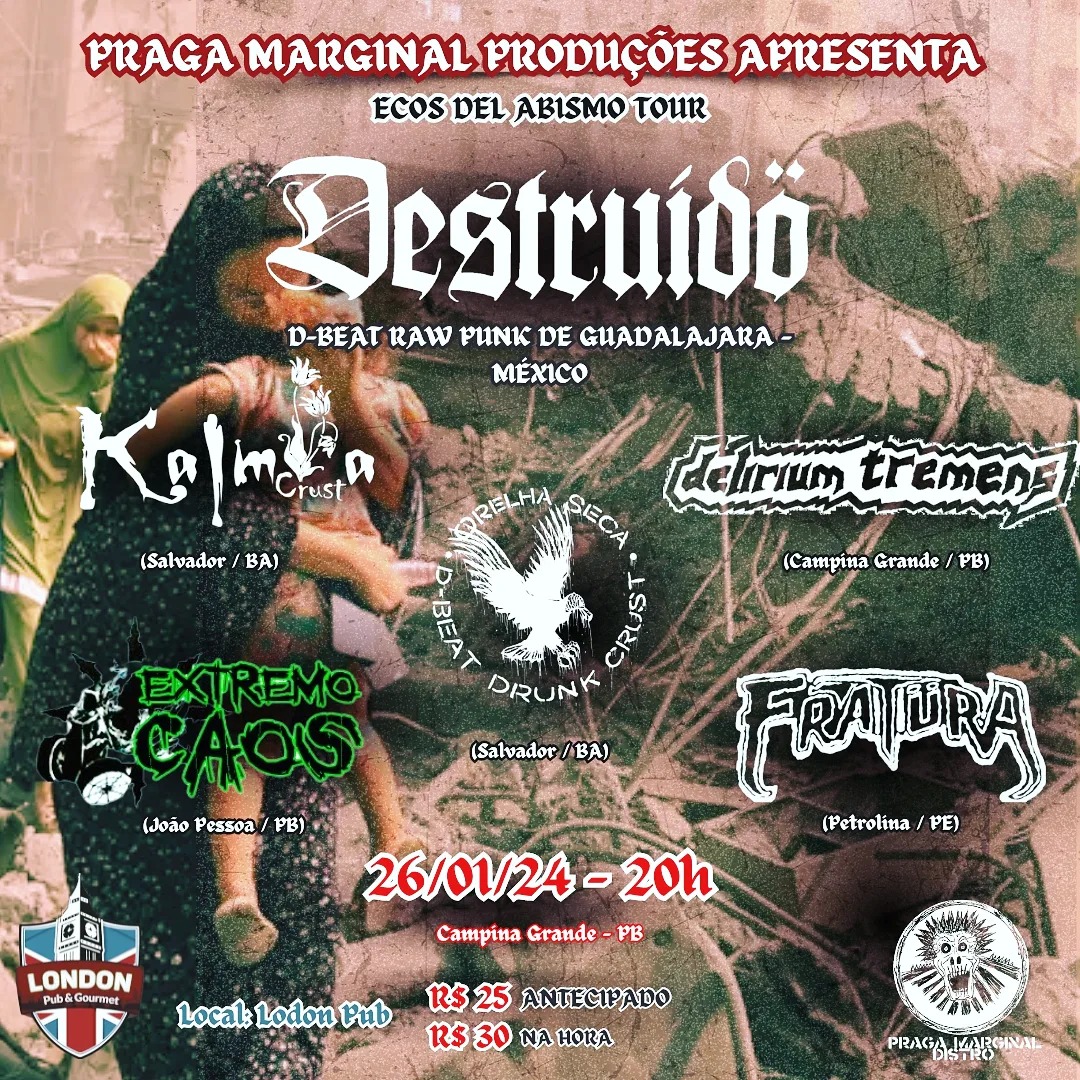 PRAGA MARGINAL PRODUÇÕES APRESENTA
ECOS DEL ABISMO TOUR
Destruidö
D-BEAT RAW PUNK DE GUADALAJARA -
MÉXICO
Kalmia
Crust
(Salvador / BA)
delirium tremens
(Campina Grande / PB)
ORELHA SECA
D-BEAT DRUNK CRUST
(Salvador / BA)
EXTREMO
CAOS
(João Pessoa / PB)
FRATÜRA
(Petrolina / PE)
26/01/24 - 20h
Campina Grande - PB
LONDON
Pub & Gourmet
Local: Lodon Pub
R$ 25 ANTECIPADO
R$ 30 NA HORA
PRAGA MARGINAL
DISTRO